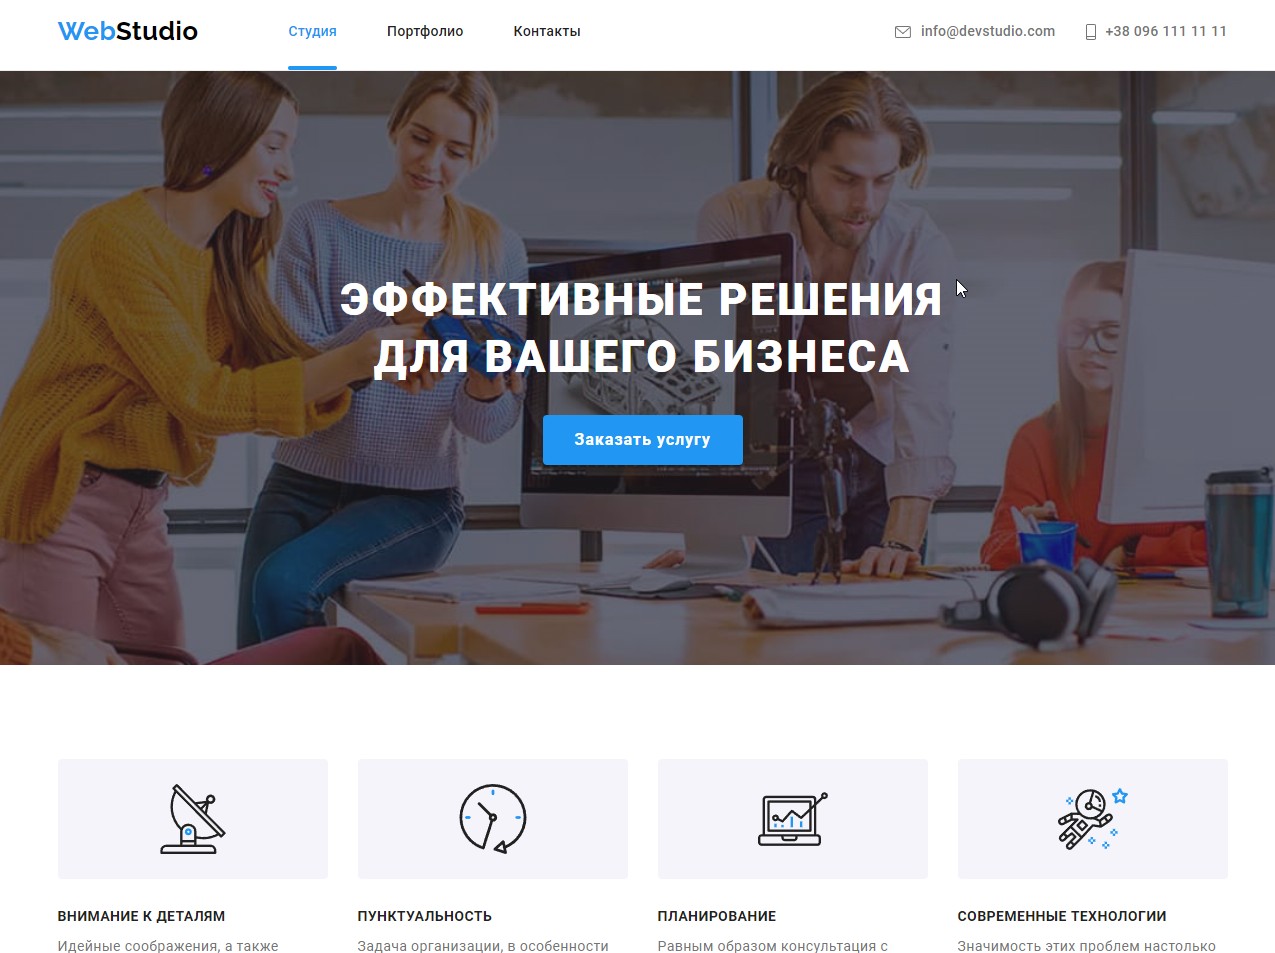 WebStudio
Студия
Портфолио
Контакты
info@devstudio.com
+38 096 111 11 11
ЭФФЕКТИВНЫЕ РЕШЕНИЯ
ДЛЯ ВАШЕГО БИЗНЕСА
Заказать услугу
ВНИМАНИЕ К ДЕТАЛЯМ
Идейные соображения, а также
ПУНКТУАЛЬНОСТЬ
Задача организации, в особенности
ПЛАНИРОВАНИЕ
Равным образом консультация с
СОВРЕМЕННЫЕ ТЕХНОЛОГИИ
Значимость этих проблем настолько